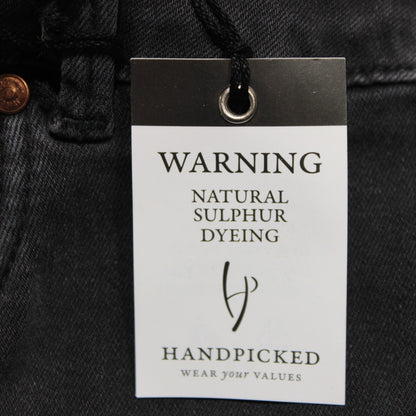 WARNING
NATURAL
SULPHUR
DYEING
HANDPICKED
WEAR your VALUES